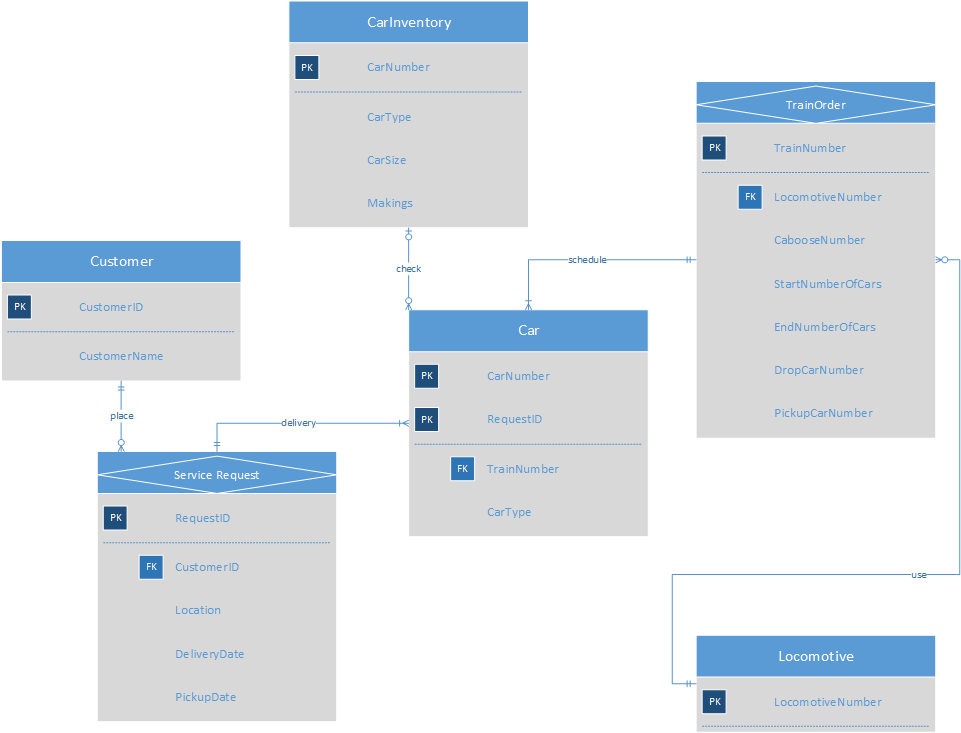 CarInventory
PK CarNumber
CarType
CarSize
Makings
check
Customer
PK CustomerID
CustomerName
place
Service Request
PK RequestID
FK CustomerID
Location
DeliveryDate
PickupDate
delivery
Car
PK CarNumber
PK RequestID
FK TrainNumber
CarType
schedule
TrainOrder
PK TrainNumber
FK LocomotiveNumber
CabooseNumber
StartNumberOfCars
EndNumberOfCars
DropCarNumber
PickupCarNumber
use
Locomotive
PK LocomotiveNumber